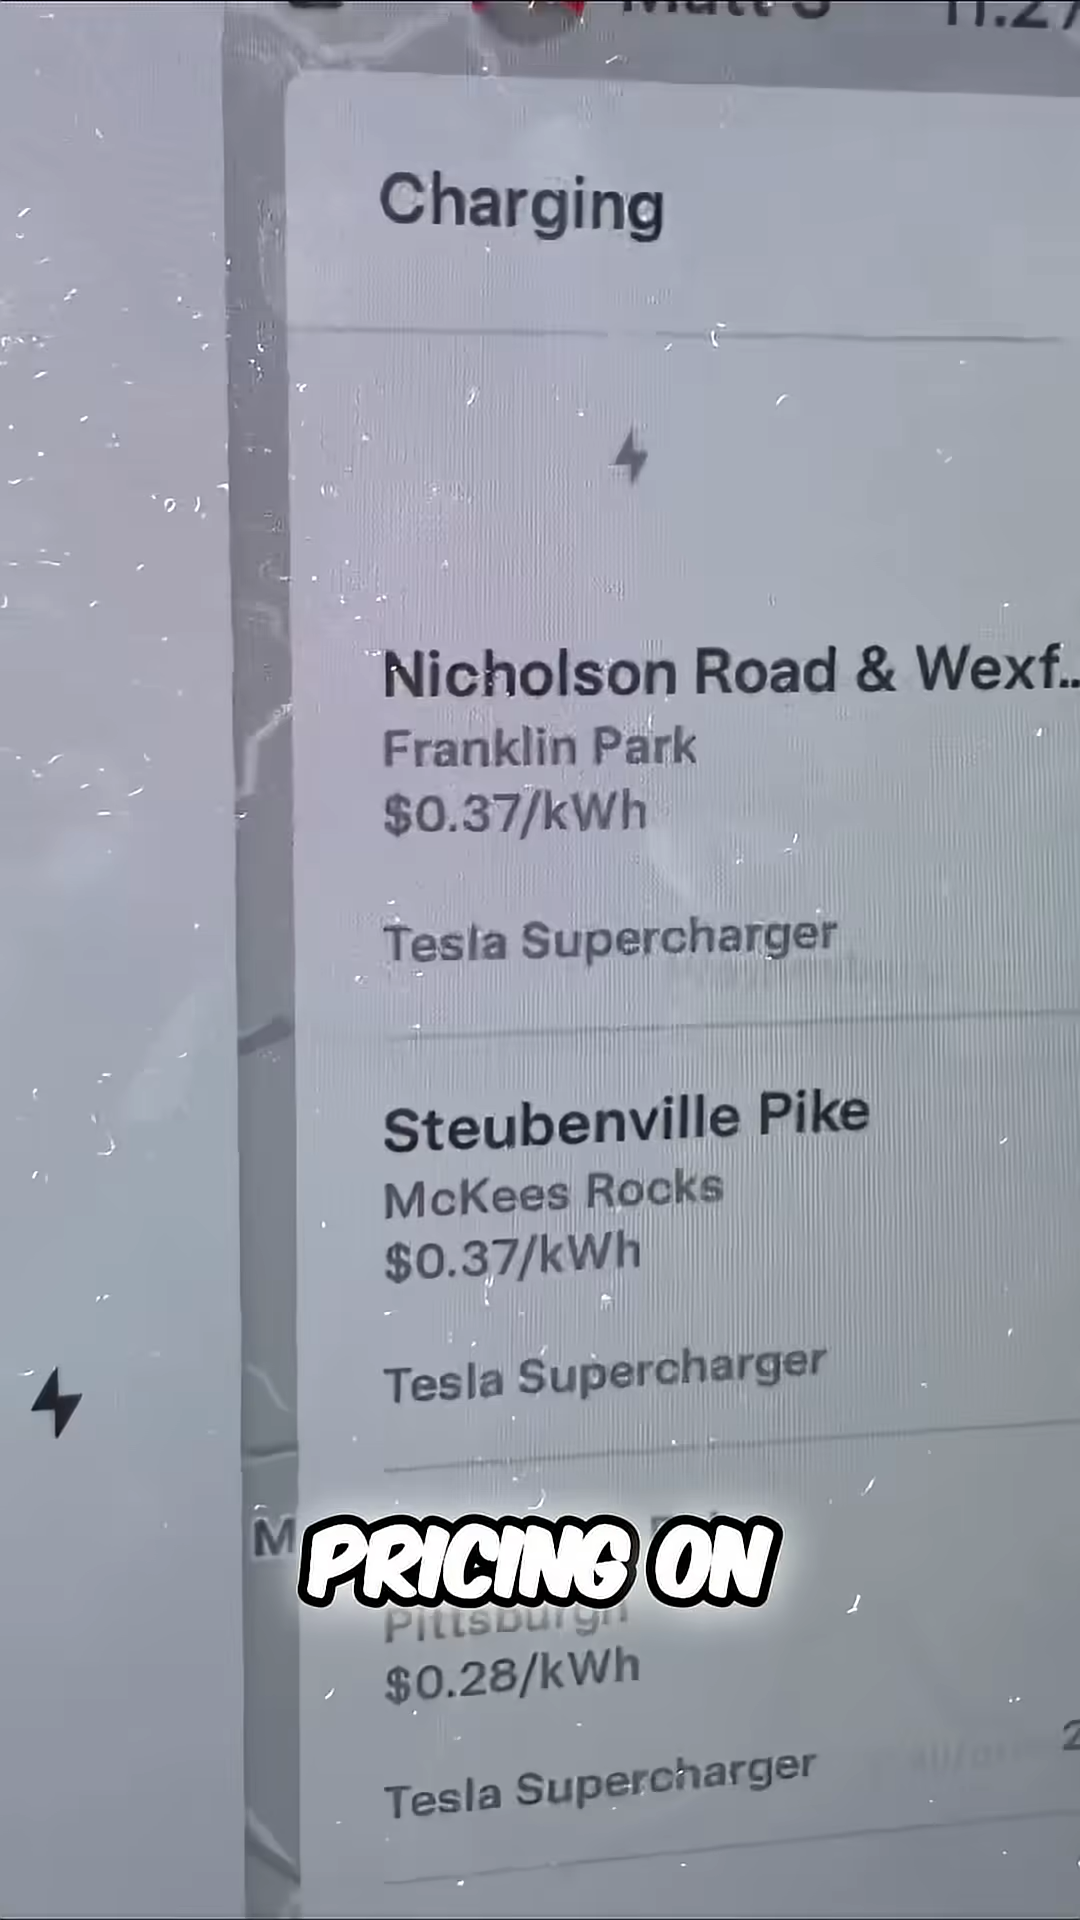 Matt S
Charging
Nicholson Road & Wexf...
Franklin Park
$0.37/kWh
Tesla Supercharger
Steubenville Pike
McKees Rocks
$0.37/kWh
Tesla Supercharger
M
PRICING ON
Pittsburgh
$0.28/kWh
Tesla Supercharger